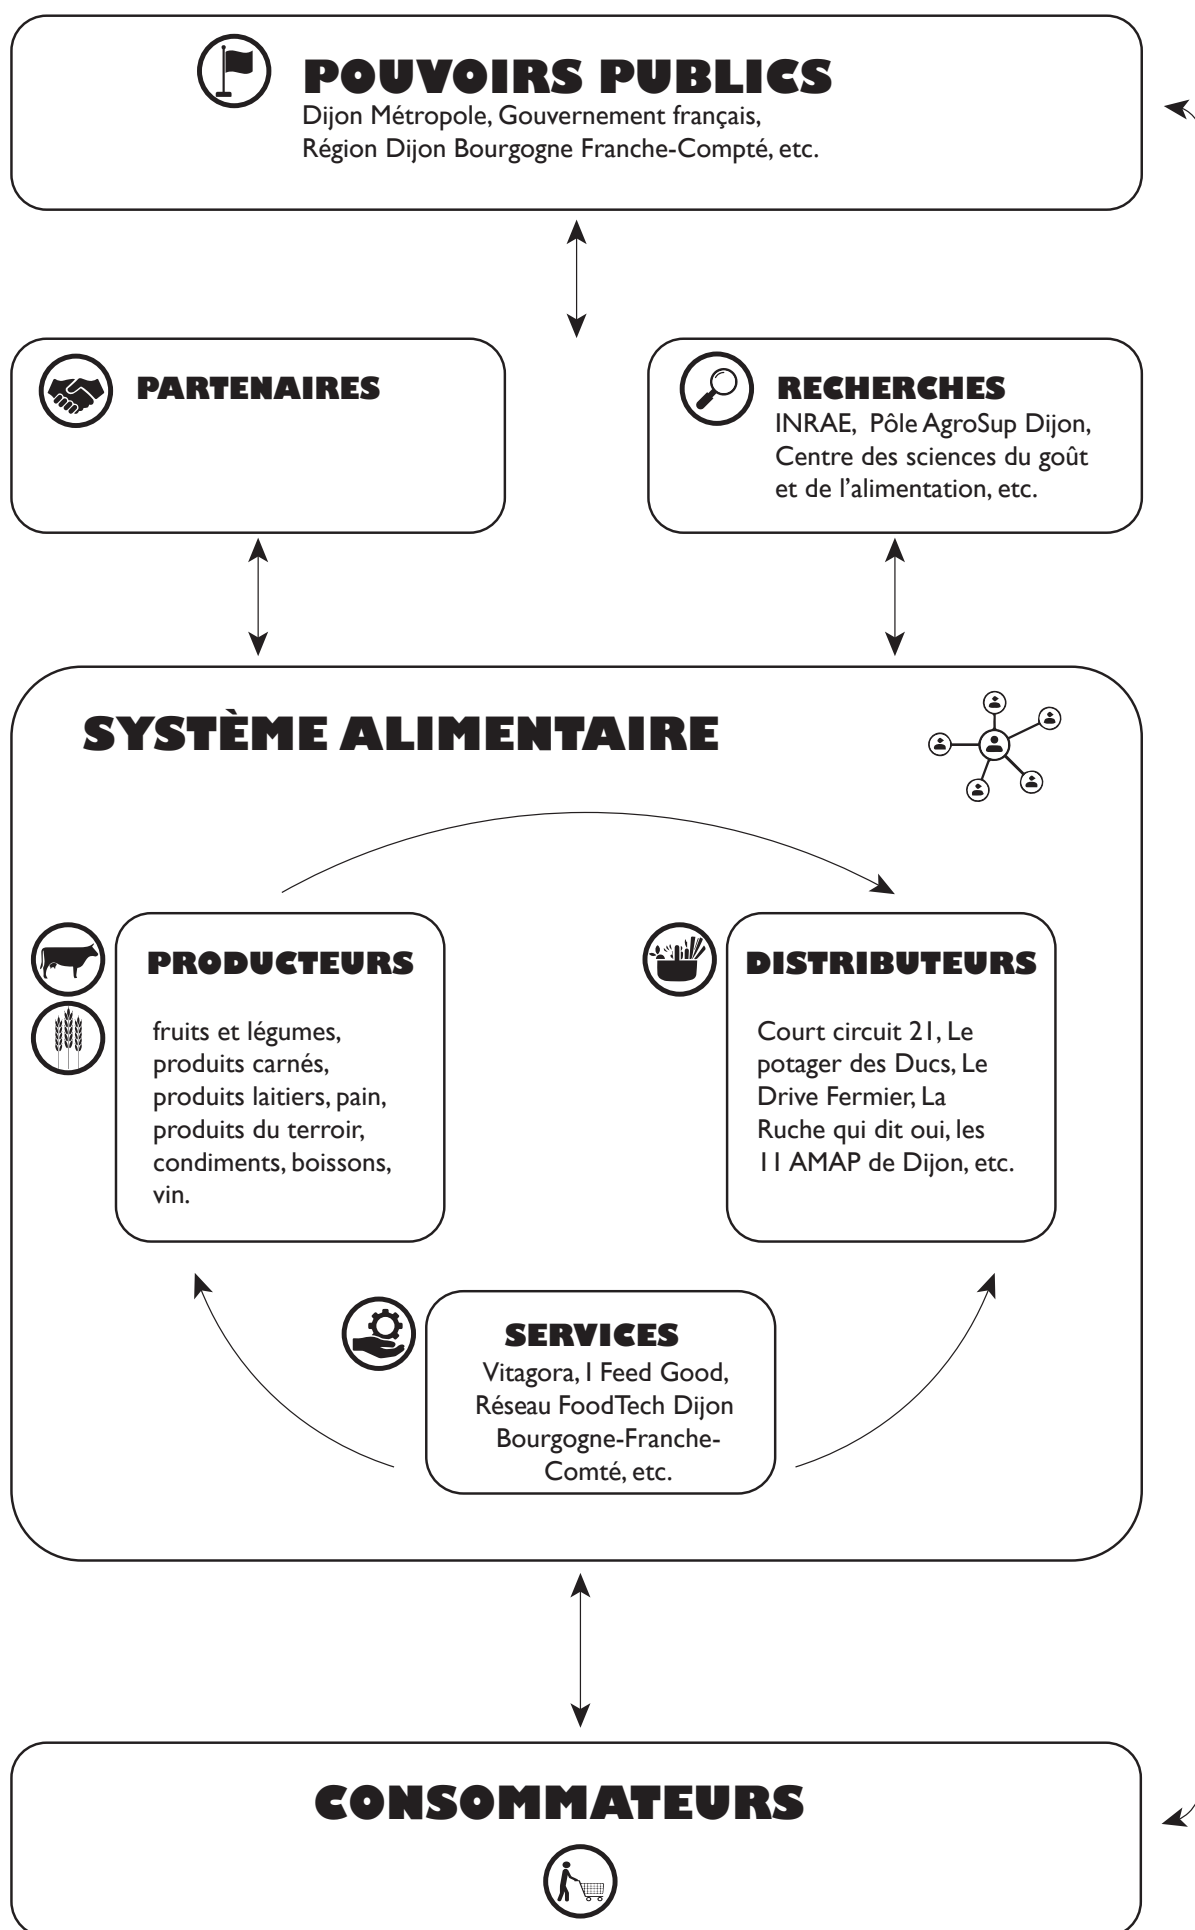 POUVOIRS PUBLICS
Dijon Métropole, Gouvernement français,
Région Dijon Bourgogne Franche-Compté, etc.
PARTENAIRES
RECHERCHES
INRAE, Pôle AgroSup Dijon,
Centre des sciences du goût
et de l'alimentation, etc.
SYSTÈME ALIMENTAIRE
PRODUCTEURS
fruits et légumes,
produits carnés,
produits laitiers, pain,
produits du terroir,
condiments, boissons,
vin.
DISTRIBUTEURS
Court circuit 21, Le
potager des Ducs, Le
Drive Fermier, La
Ruche qui dit oui, les
11 AMAP de Dijon, etc.
SERVICES
Vitagora, I Feed Good,
Réseau FoodTech Dijon
Bourgogne-Franche-
Comté, etc.
CONSOMMATEURS